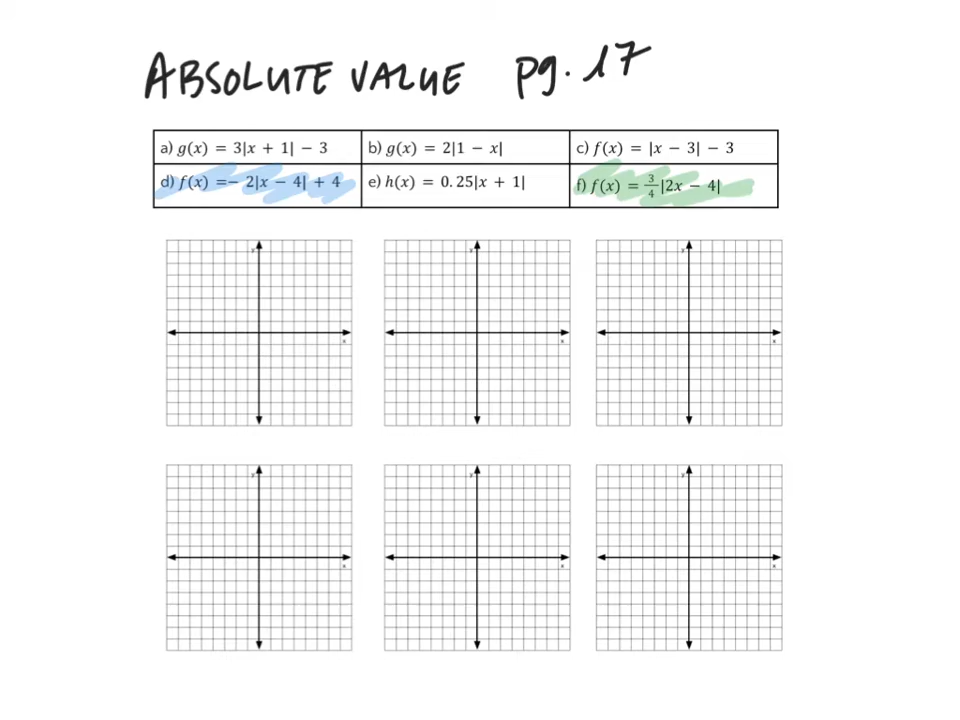 ABSOLUTE VALUE pg. 17
a) g(x) = 3|x + 1| − 3 b) g(x) = 2|1 − x| c) f(x) = |x − 3| − 3
d) f(x) =− 2|x − 4| + 4 e) h(x) = 0.25|x + 1| f) f(x) = 3/4|2x − 4|
y y y
x x x
y y y
x x x